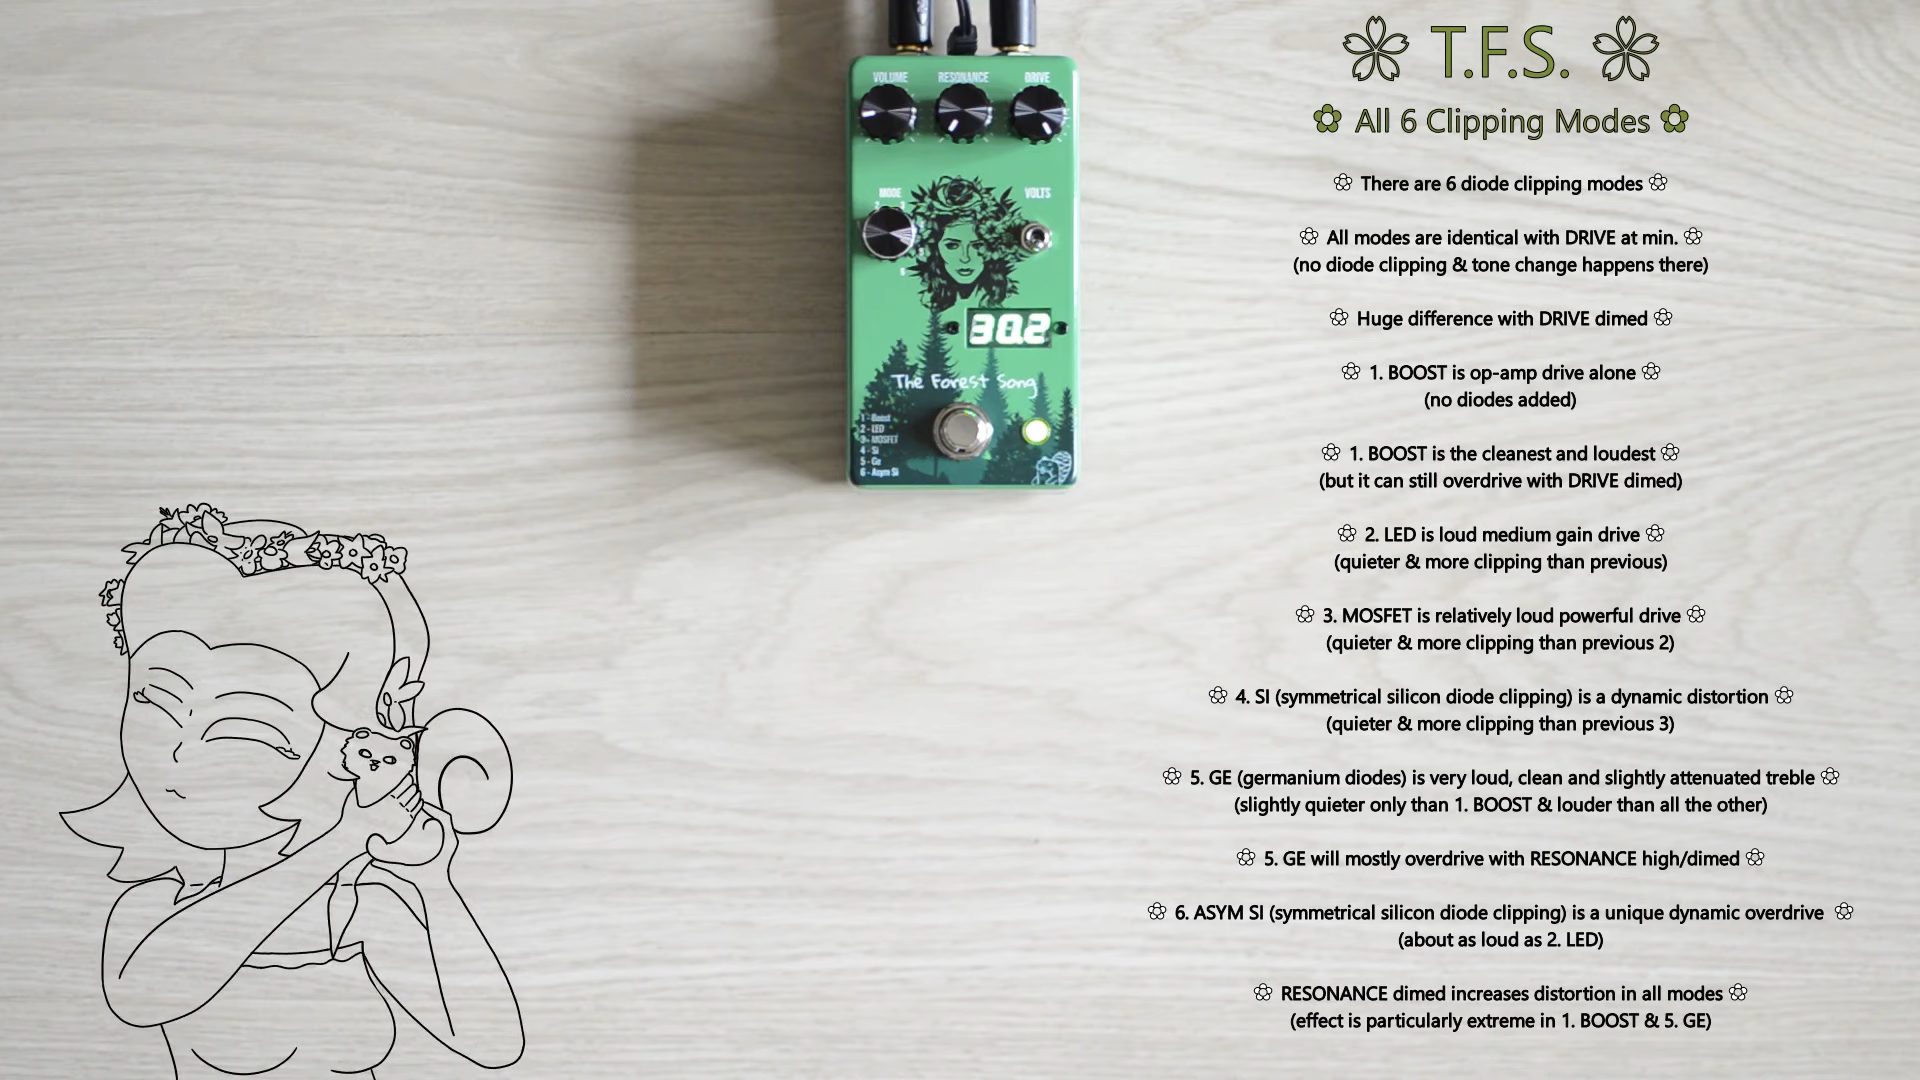 VOLUME RESONANCE DRIVE
MODE VOLTS
2 3
6
30.2
The Forest Song
1 - Boost
2 - LED
3 - MOSFET
4 - Si
5 - Ge
6 - Asym Si
T.F.S.
All 6 Clipping Modes
There are 6 diode clipping modes
All modes are identical with DRIVE at min.
(no diode clipping & tone change happens there)
Huge difference with DRIVE dimed
1. BOOST is op-amp drive alone
(no diodes added)
1. BOOST is the cleanest and loudest
(but it can still overdrive with DRIVE dimed)
2. LED is loud medium gain drive
(quieter & more clipping than previous)
3. MOSFET is relatively loud powerful drive
(quieter & more clipping than previous 2)
4. SI (symmetrical silicon diode clipping) is a dynamic distortion
(quieter & more clipping than previous 3)
5. GE (germanium diodes) is very loud, clean and slightly attenuated treble
(slightly quieter only than 1. BOOST & louder than all the other)
5. GE will mostly overdrive with RESONANCE high/dimed
6. ASYM SI (symmetrical silicon diode clipping) is a unique dynamic overdrive
(about as loud as 2. LED)
RESONANCE dimed increases distortion in all modes
(effect is particularly extreme in 1. BOOST & 5. GE)